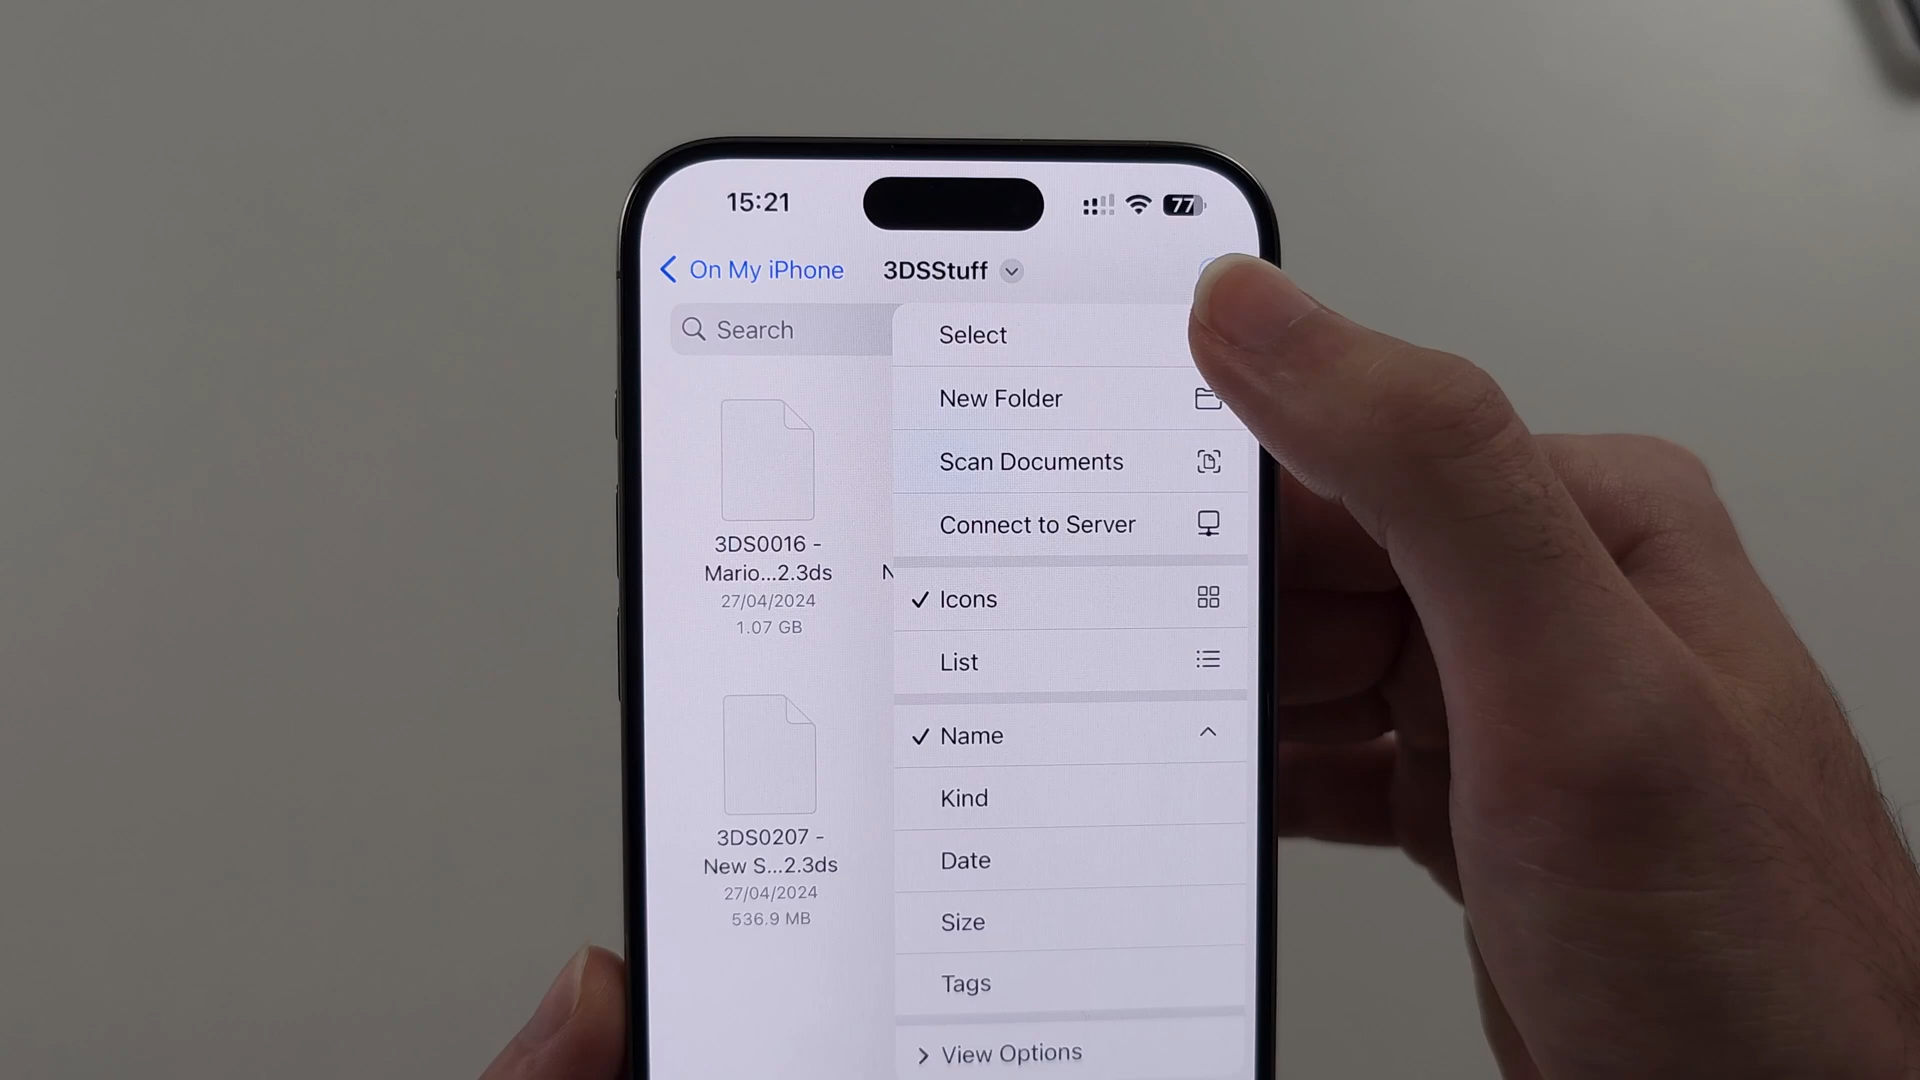 15:21
77
On My iPhone
3DSStuff
Search
Select
New Folder
Scan Documents
Connect to Server
Icons
List
Name
Kind
Date
Size
Tags
View Options
3DS0016 -
Mario...2.3ds
27/04/2024
1.07 GB
N
3DS0207 -
New S...2.3ds
27/04/2024
536.9 MB